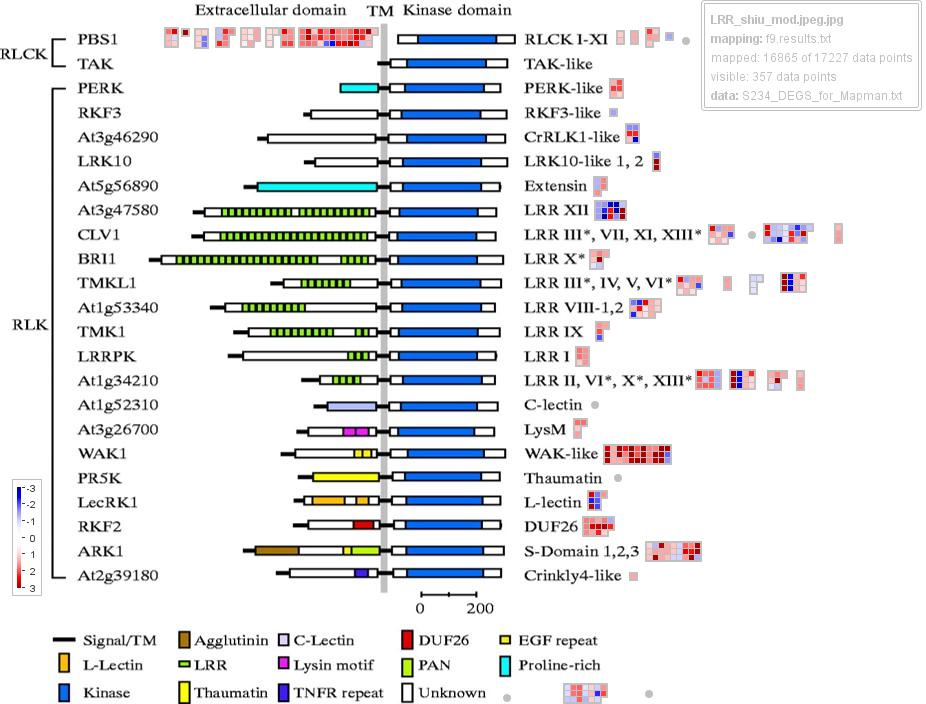 Extracellular domain TM Kinase domain
LRR_shiu_mod.jpeg.jpg
mapping: f9.results.txt
mapped: 16865 of 17227 data points
visible: 357 data points
data: S234_DEGS_for_Mapman.txt
RLCK
PBS1 RLCK I-XI
TAK TAK-like
RLK
PERK PERK-like
RKF3 RKF3-like
At3g46290 CrRLK1-like
LRK10 LRK10-like 1, 2
At5g56890 Extensin
At3g47580 LRR XII
CLV1 LRR III*, VII, XI, XIII*
BRI1 LRR X*
TMKL1 LRR III*, IV, V, VI*
At1g53340 LRR VIII-1,2
TMK1 LRR IX
LRRPK LRR I
At1g34210 LRR II, VI*, X*, XIII*
At1g52310 C-lectin
At3g26700 LysM
WAK1 WAK-like
PR5K Thaumatin
LecRK1 L-lectin
RKF2 DUF26
ARK1 S-Domain 1,2,3
At2g39180 Crinkly4-like
-3
-2
-1
0
1
2
3
0 200
Signal/TM Agglutinin C-Lectin DUF26 EGF repeat
L-Lectin LRR Lysin motif PAN Proline-rich
Kinase Thaumatin TNFR repeat Unknown